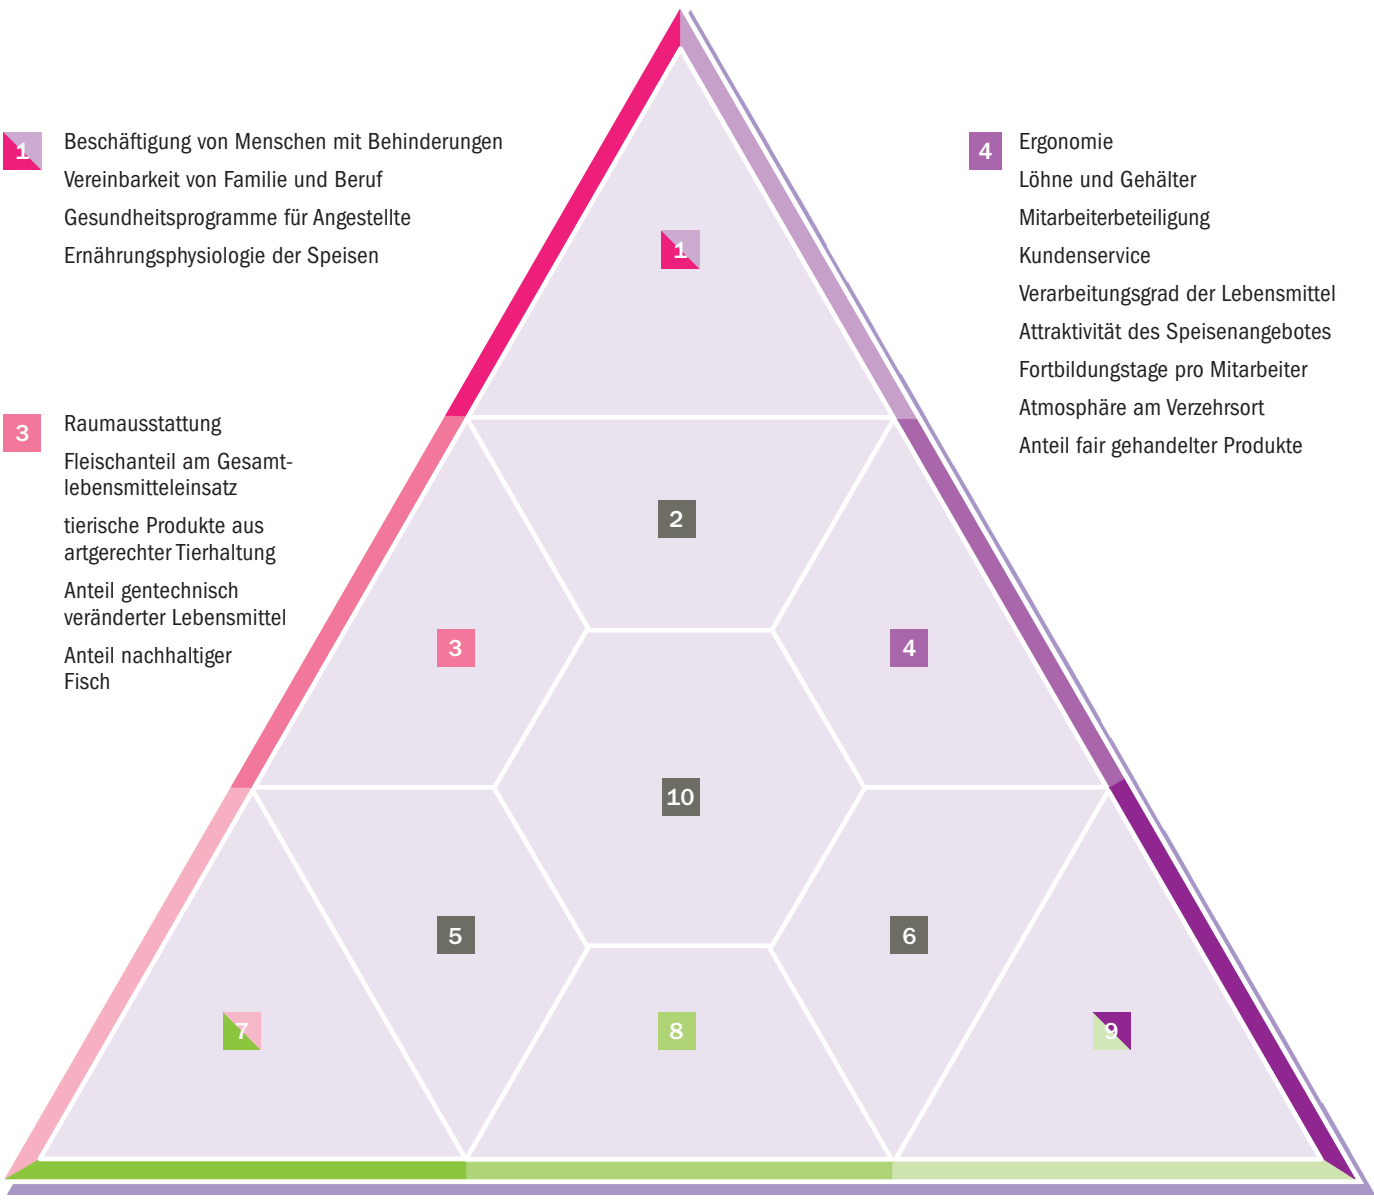 1
Beschäftigung von Menschen mit Behinderungen
Vereinbarkeit von Familie und Beruf
Gesundheitsprogramme für Angestellte
Ernährungsphysiologie der Speisen
4
Ergonomie
Löhne und Gehälter
Mitarbeiterbeteiligung
Kundenservice
Verarbeitungsgrad der Lebensmittel
Attraktivität des Speisenangebotes
Fortbildungstage pro Mitarbeiter
Atmosphäre am Verzehrsort
Anteil fair gehandelter Produkte
3
Raumausstattung
Fleischanteil am Gesamt-
lebensmitteleinsatz
tierische Produkte aus
artgerechter Tierhaltung
Anteil gentechnisch
veränderter Lebensmittel
Anteil nachhaltiger
Fisch
1
2
3
4
10
5
6
7
8
9